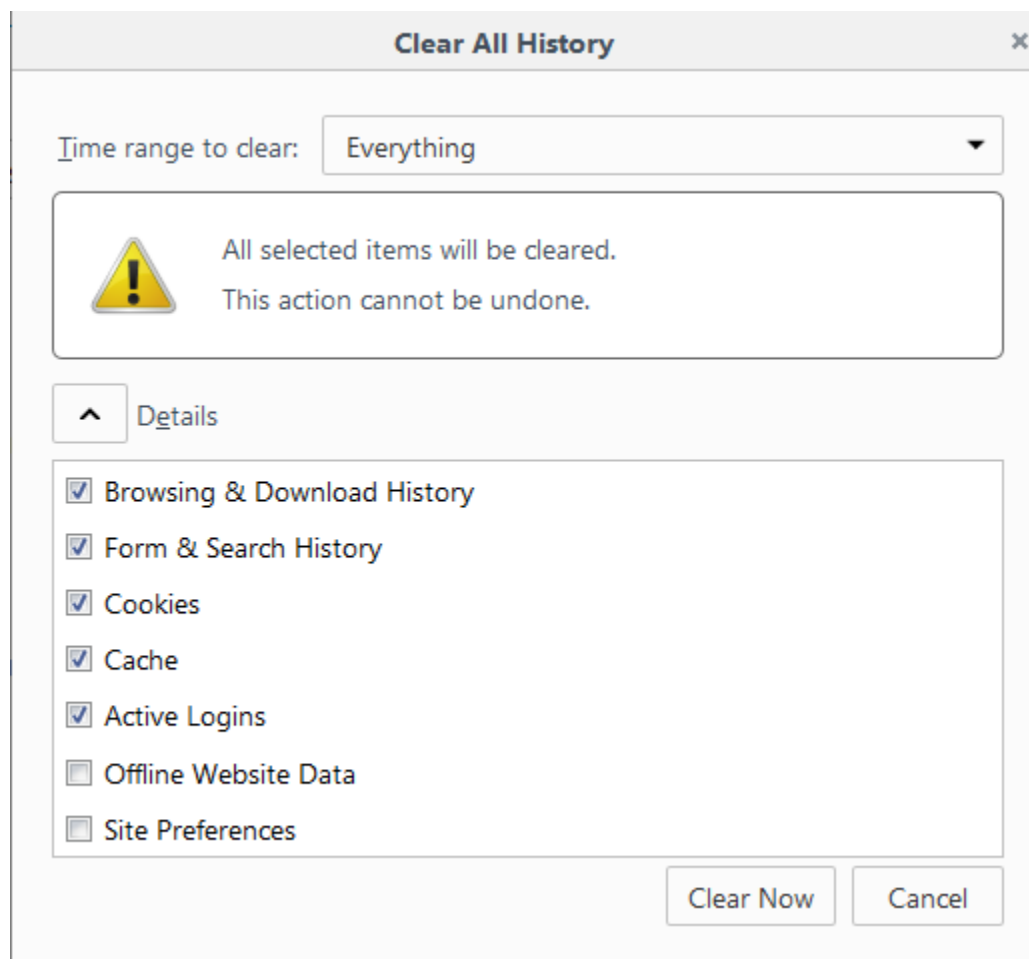 Clear All History
Time range to clear: Everything
All selected items will be cleared.
This action cannot be undone.
Details
Browsing & Download History
Form & Search History
Cookies
Cache
Active Logins
Offline Website Data
Site Preferences
Clear Now Cancel